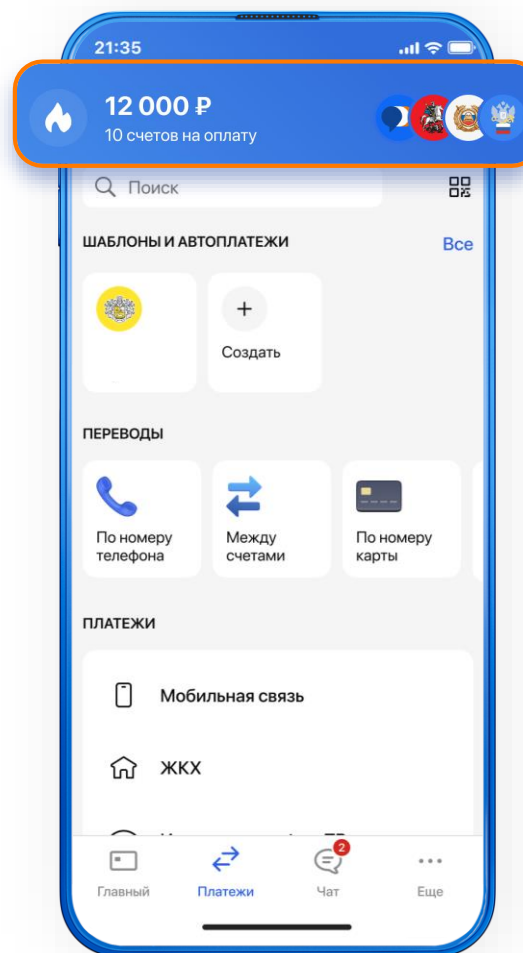 21:35
12 000 ₽
10 счетов на оплату
Поиск
ШАБЛОНЫ И АВТОПЛАТЕЖИ
Все
Создать
ПЕРЕВОДЫ
По номеру
телефона
Между
счетами
По номеру
карты
ПЛАТЕЖИ
Мобильная связь
ЖКХ
2
Главный
Платежи
Чат
Еще